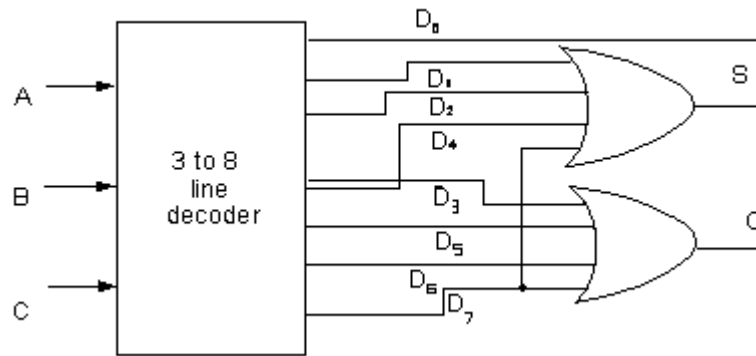 D₀
S
A
D₁
D₂
D₄
3 to 8
line
decoder
B
D₃
D₅
C
D₆
D₇